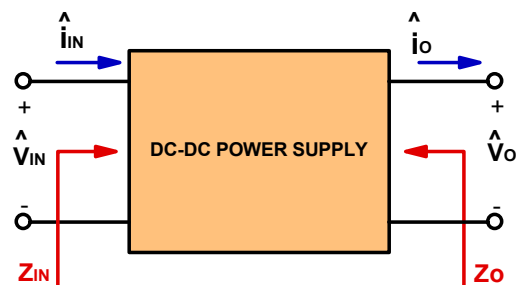 îIN
îO
+
+
V̂IN
DC-DC POWER SUPPLY
V̂O
-
-
ZIN
ZO